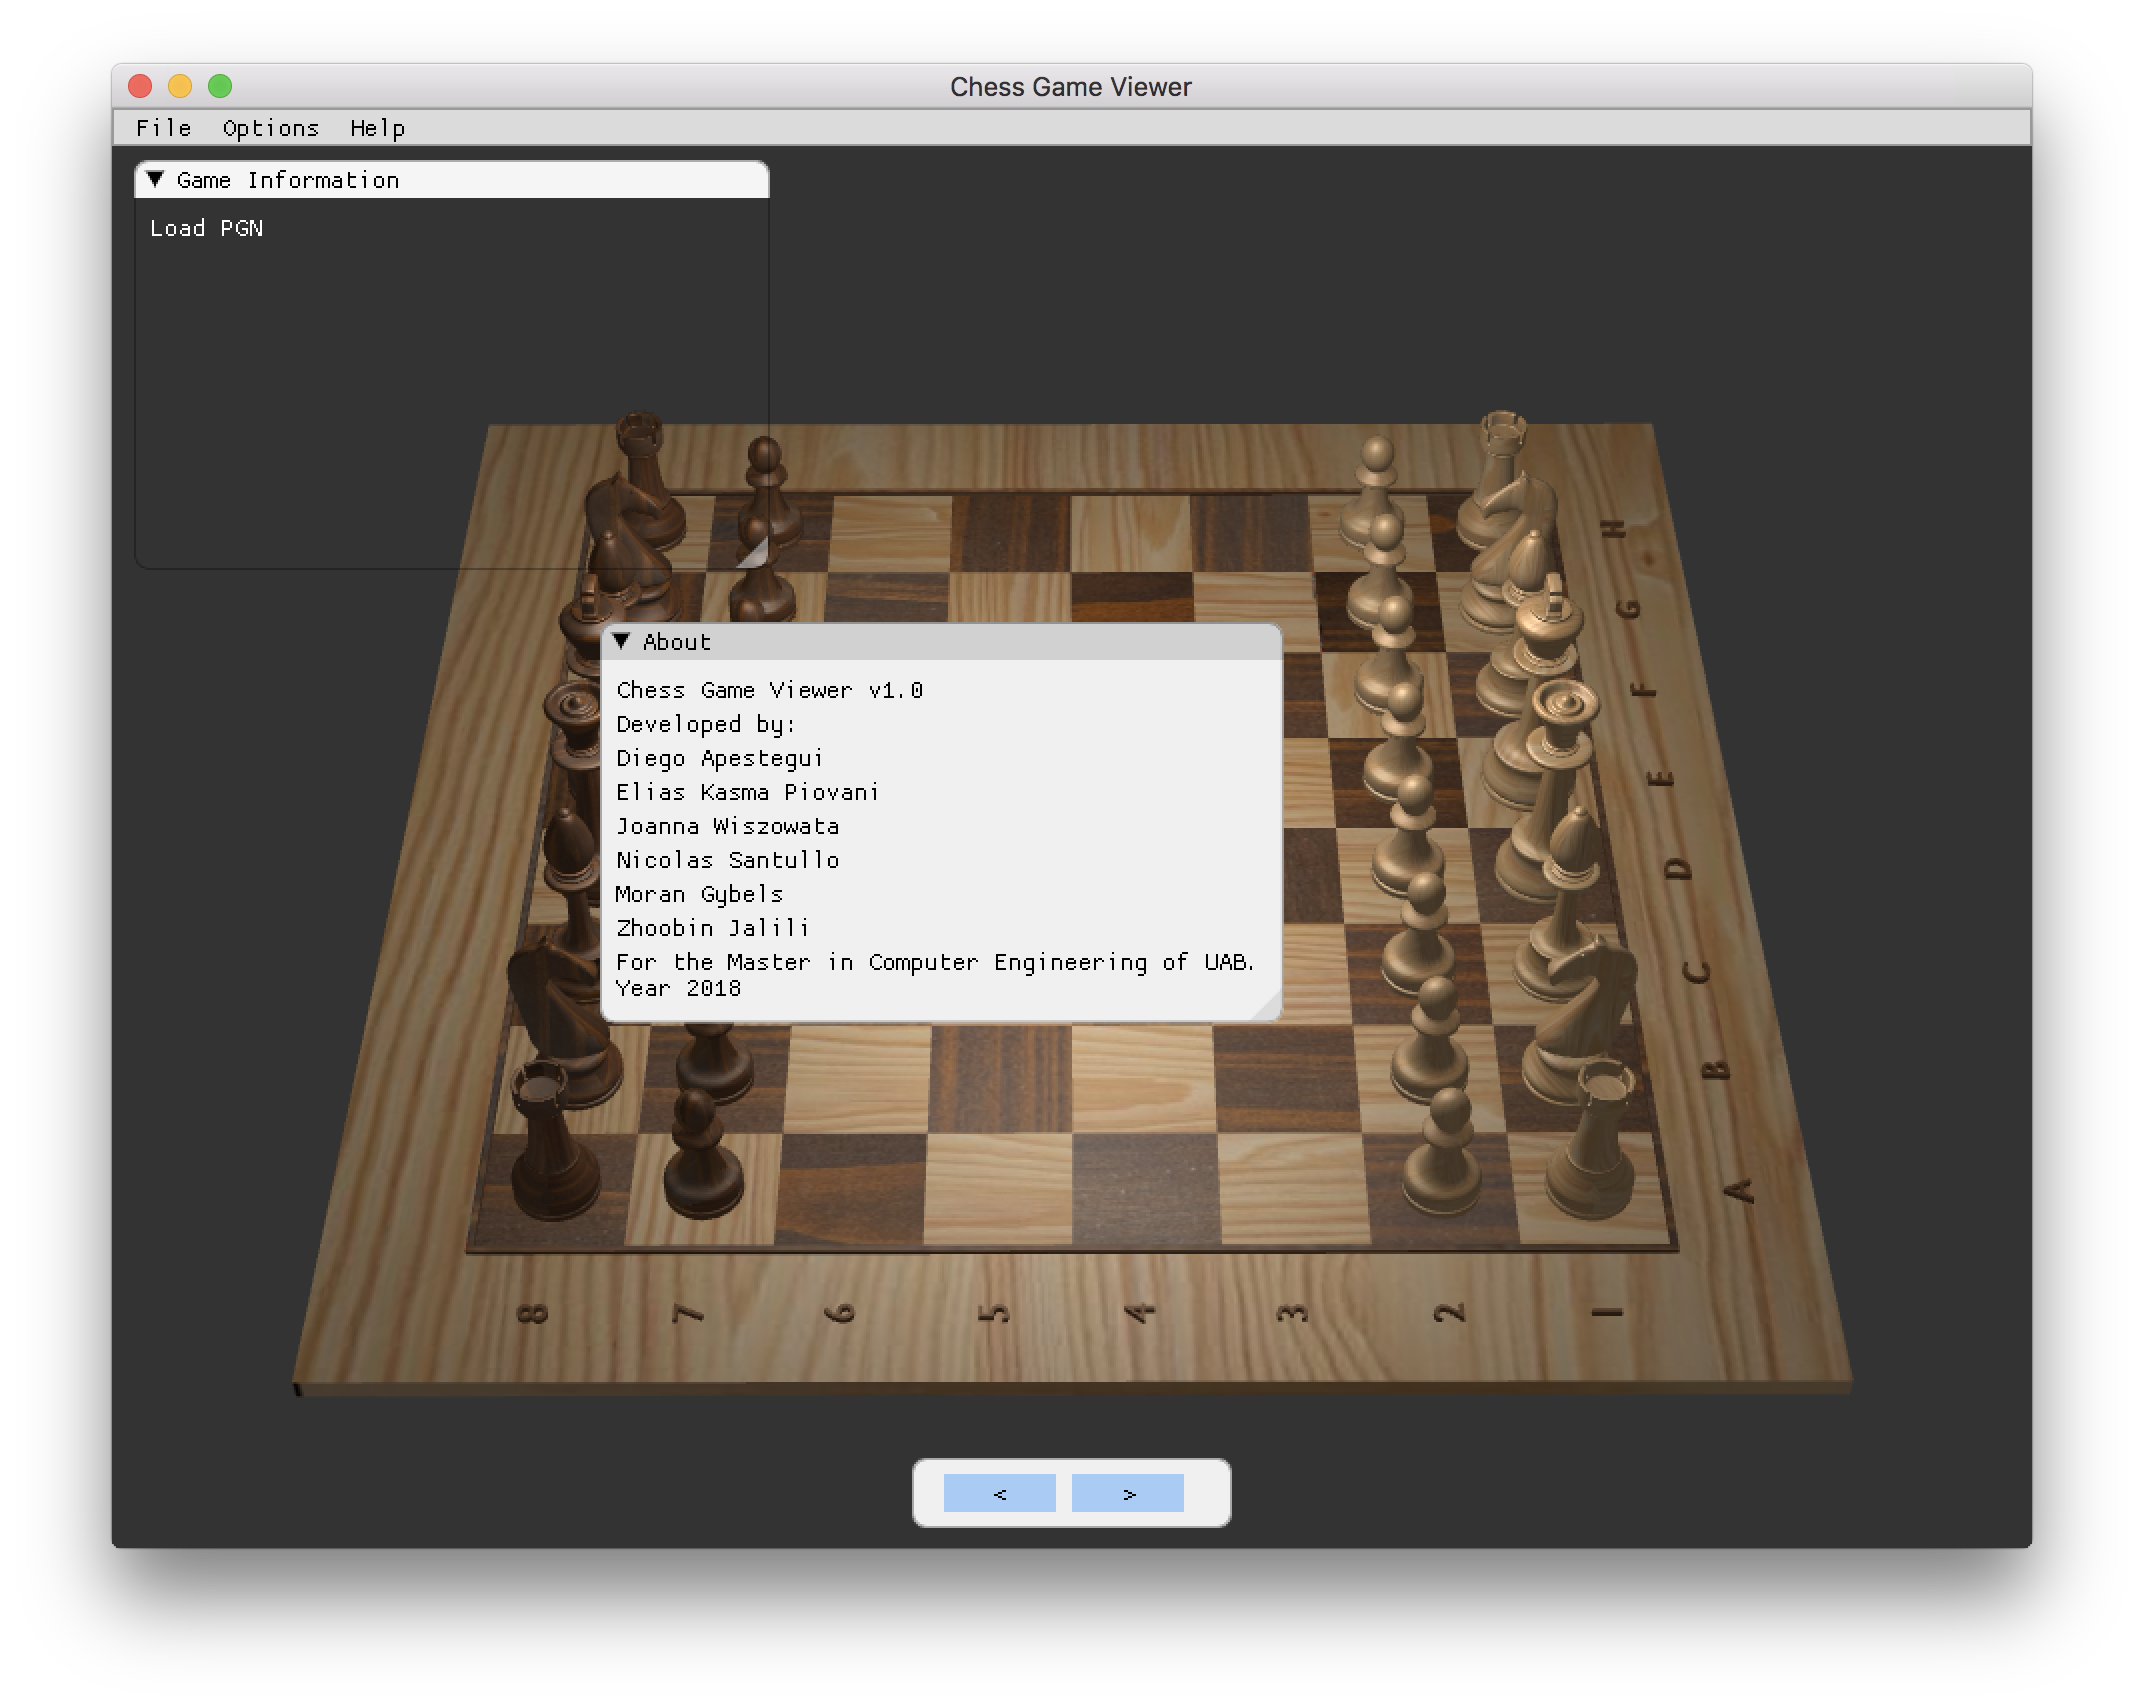 Chess Game Viewer
File Options Help
Game Information
Load PGN
About
Chess Game Viewer v1.0
Developed by:
Diego Apestegui
Elias Kasma Piovani
Joanna Wiszowata
Nicolas Santullo
Moran Gybels
Zhoobin Jalili
For the Master in Computer Engineering of UAB.
Year 2018
H
G
F
E
D
C
B
A
8 7 6 5 4 3 2 1
< >